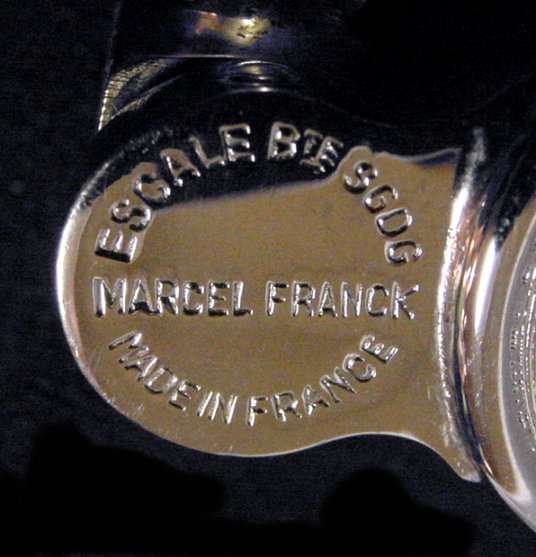 ESCALE BTE SGDG
MARCEL FRANCK
MADE IN FRANCE